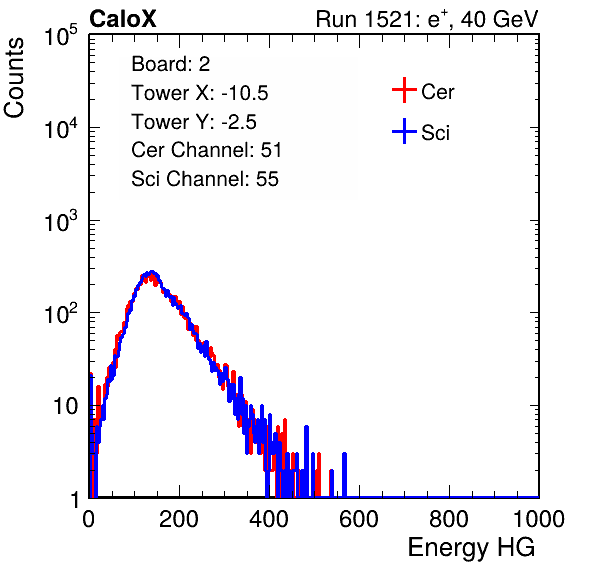 CaloX Run 1521: e⁺, 40 GeV
Counts
10⁵
10⁴
10³
10²
10
1
Board: 2
Tower X: -10.5
Tower Y: -2.5
Cer Channel: 51
Sci Channel: 55
Cer
Sci
0 200 400 600 800 1000
Energy HG